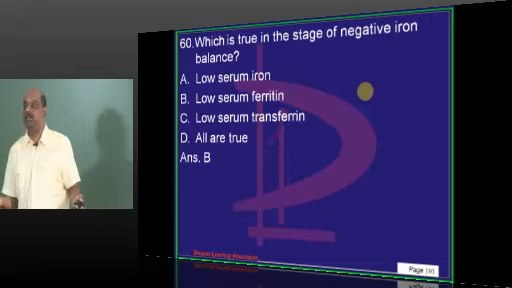 60. Which is true in the stage of negative iron
balance?
A. Low serum iron
B. Low serum ferritin
C. Low serum transferrin
D. All are true
Ans. B
Page 193